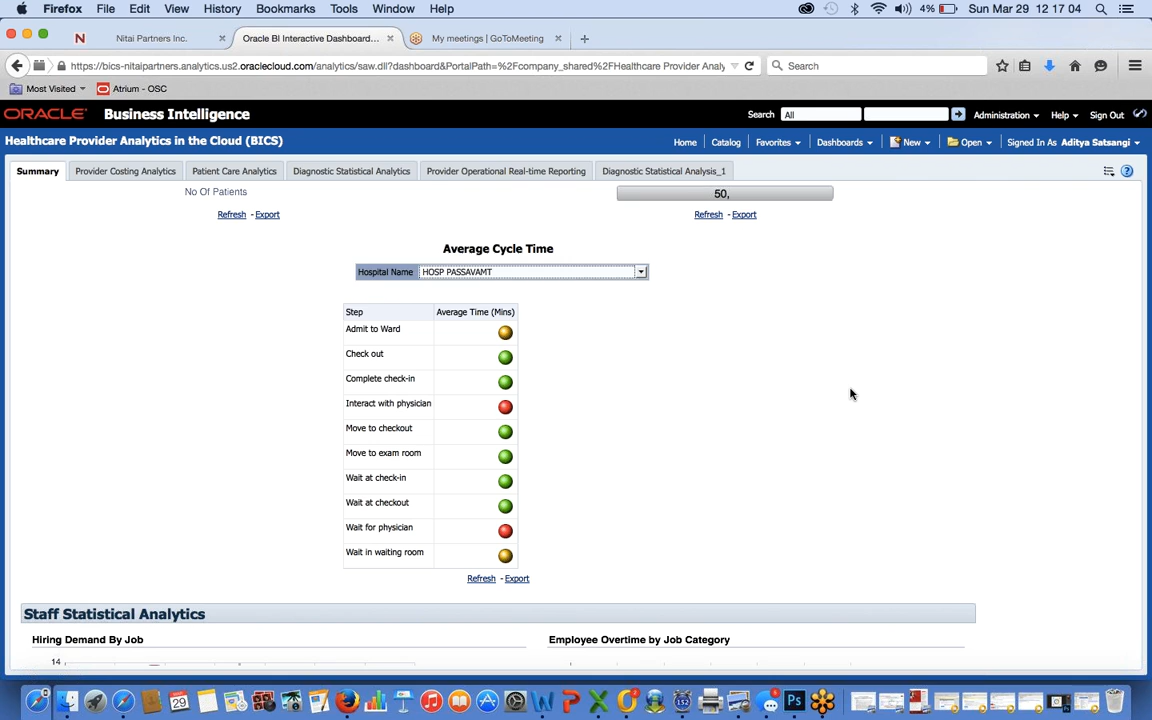 Firefox File Edit View History Bookmarks Tools Window Help 4% Sun Mar 29 12 17 04
N Nitai Partners Inc. × Oracle BI Interactive Dashboard... × My meetings | GoToMeeting × +
https://bics-nitaipartners.analytics.us2.oraclecloud.com/analytics/saw.dll?dashboard&PortalPath=%2Fcompany_shared%2FHealthcare Provider Analy Search
Most Visited Atrium - OSC
ORACLE Business Intelligence Search All Administration Help Sign Out
Healthcare Provider Analytics in the Cloud (BICS) Home Catalog Favorites Dashboards New Open Signed In As Aditya Satsangi
Summary Provider Costing Analytics Patient Care Analytics Diagnostic Statistical Analytics Provider Operational Real-time Reporting Diagnostic Statistical Analysis_1
No Of Patients 50,
Refresh - Export Refresh - Export
Average Cycle Time
Hospital Name HOSP PASSAVAMT
Step Average Time (Mins)
Admit to Ward
Check out
Complete check-in
Interact with physician
Move to checkout
Move to exam room
Wait at check-in
Wait at checkout
Wait for physician
Wait in waiting room
Refresh - Export
Staff Statistical Analytics
Hiring Demand By Job Employee Overtime by Job Category
14